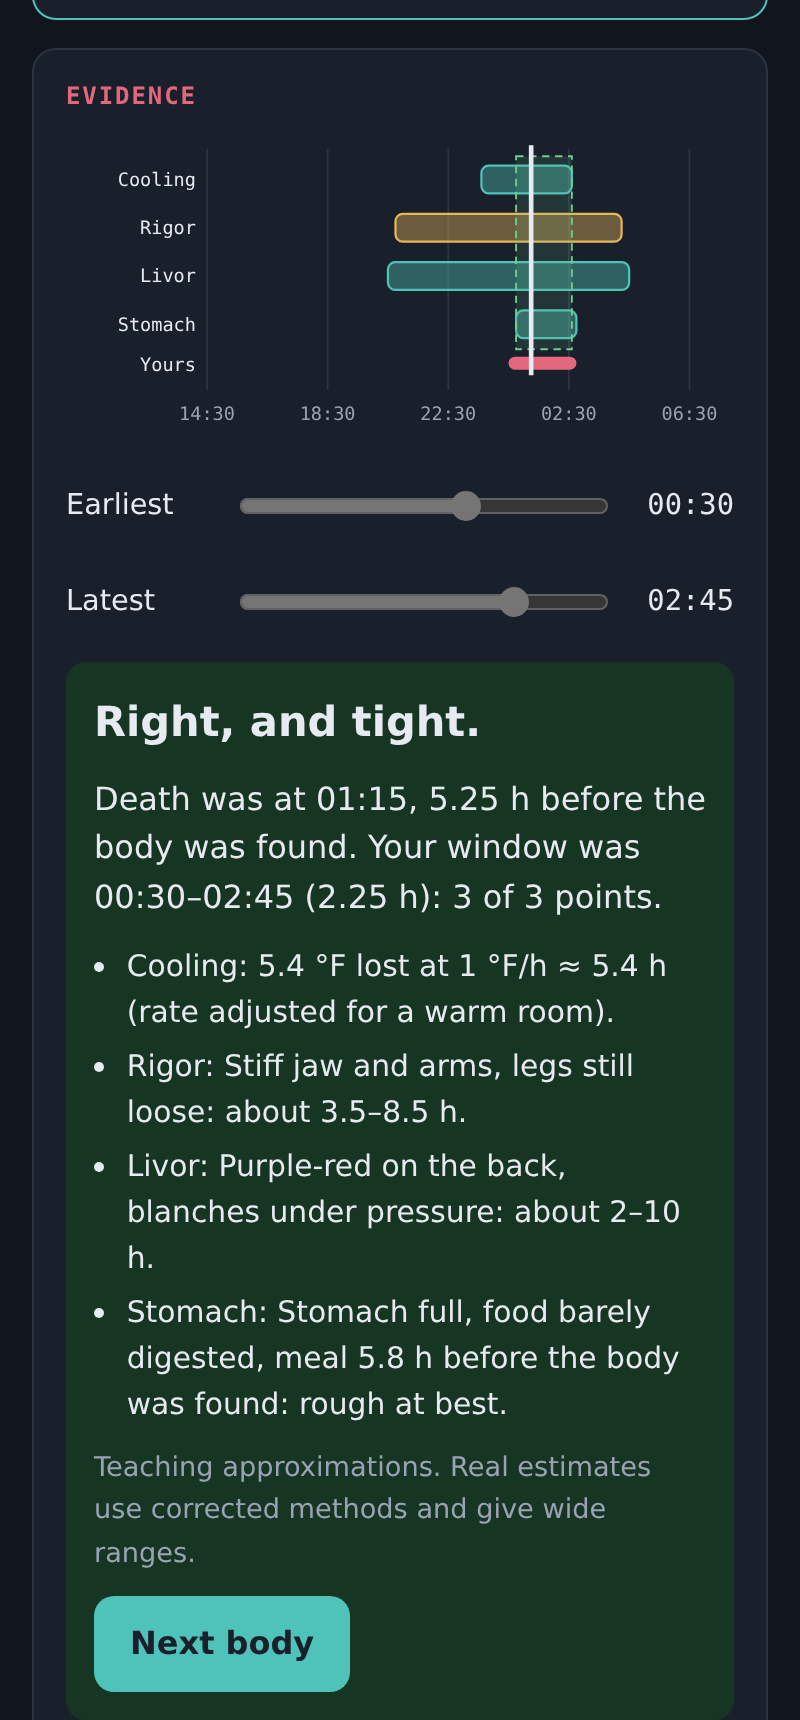 EVIDENCE
Cooling
Rigor
Livor
Stomach
Yours
14:30 18:30 22:30 02:30 06:30
Earliest 00:30
Latest 02:45
Right, and tight.
Death was at 01:15, 5.25 h before the
body was found. Your window was
00:30–02:45 (2.25 h): 3 of 3 points.
• Cooling: 5.4 °F lost at 1 °F/h ≈ 5.4 h
(rate adjusted for a warm room).
• Rigor: Stiff jaw and arms, legs still
loose: about 3.5–8.5 h.
• Livor: Purple-red on the back,
blanches under pressure: about 2–10
h.
• Stomach: Stomach full, food barely
digested, meal 5.8 h before the body
was found: rough at best.
Teaching approximations. Real estimates
use corrected methods and give wide
ranges.
Next body